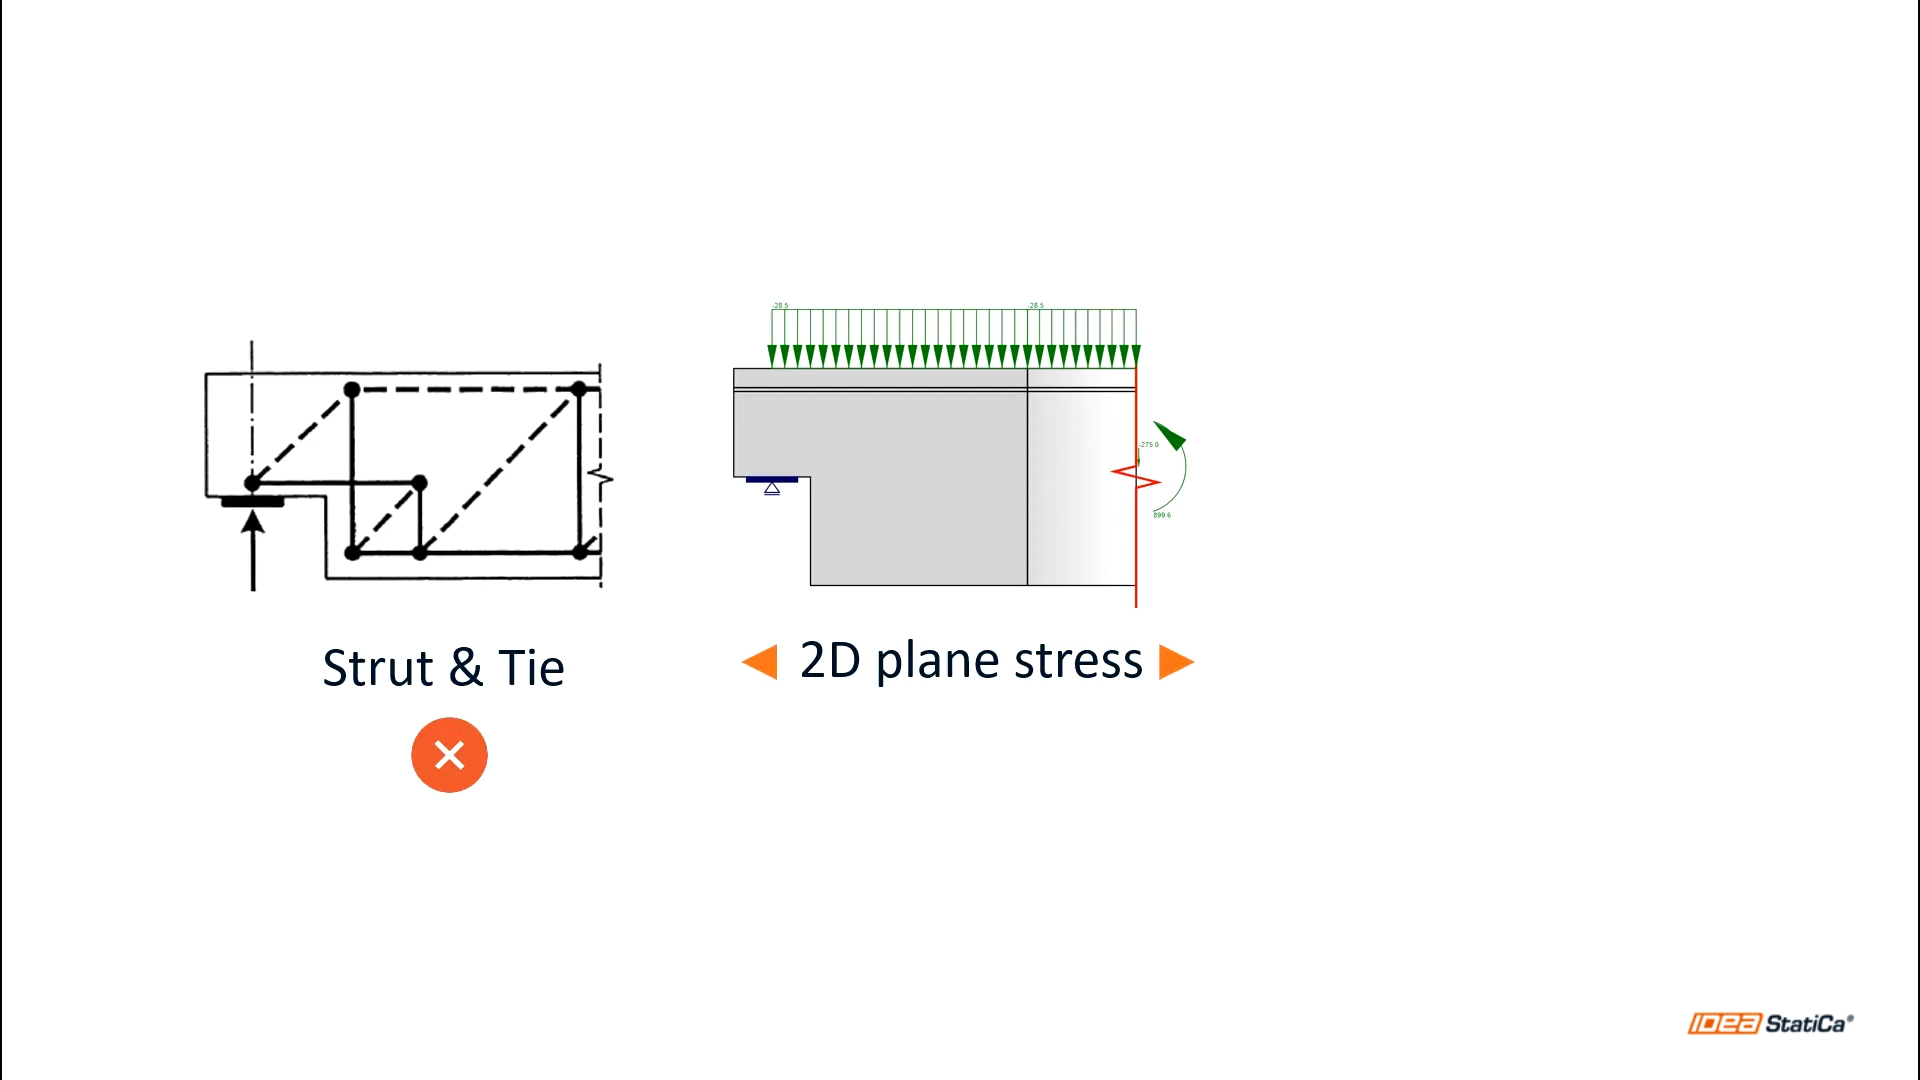 -28.5 -28.5
-275.0
899.6
Strut & Tie
2D plane stress
IDEA StatiCa®